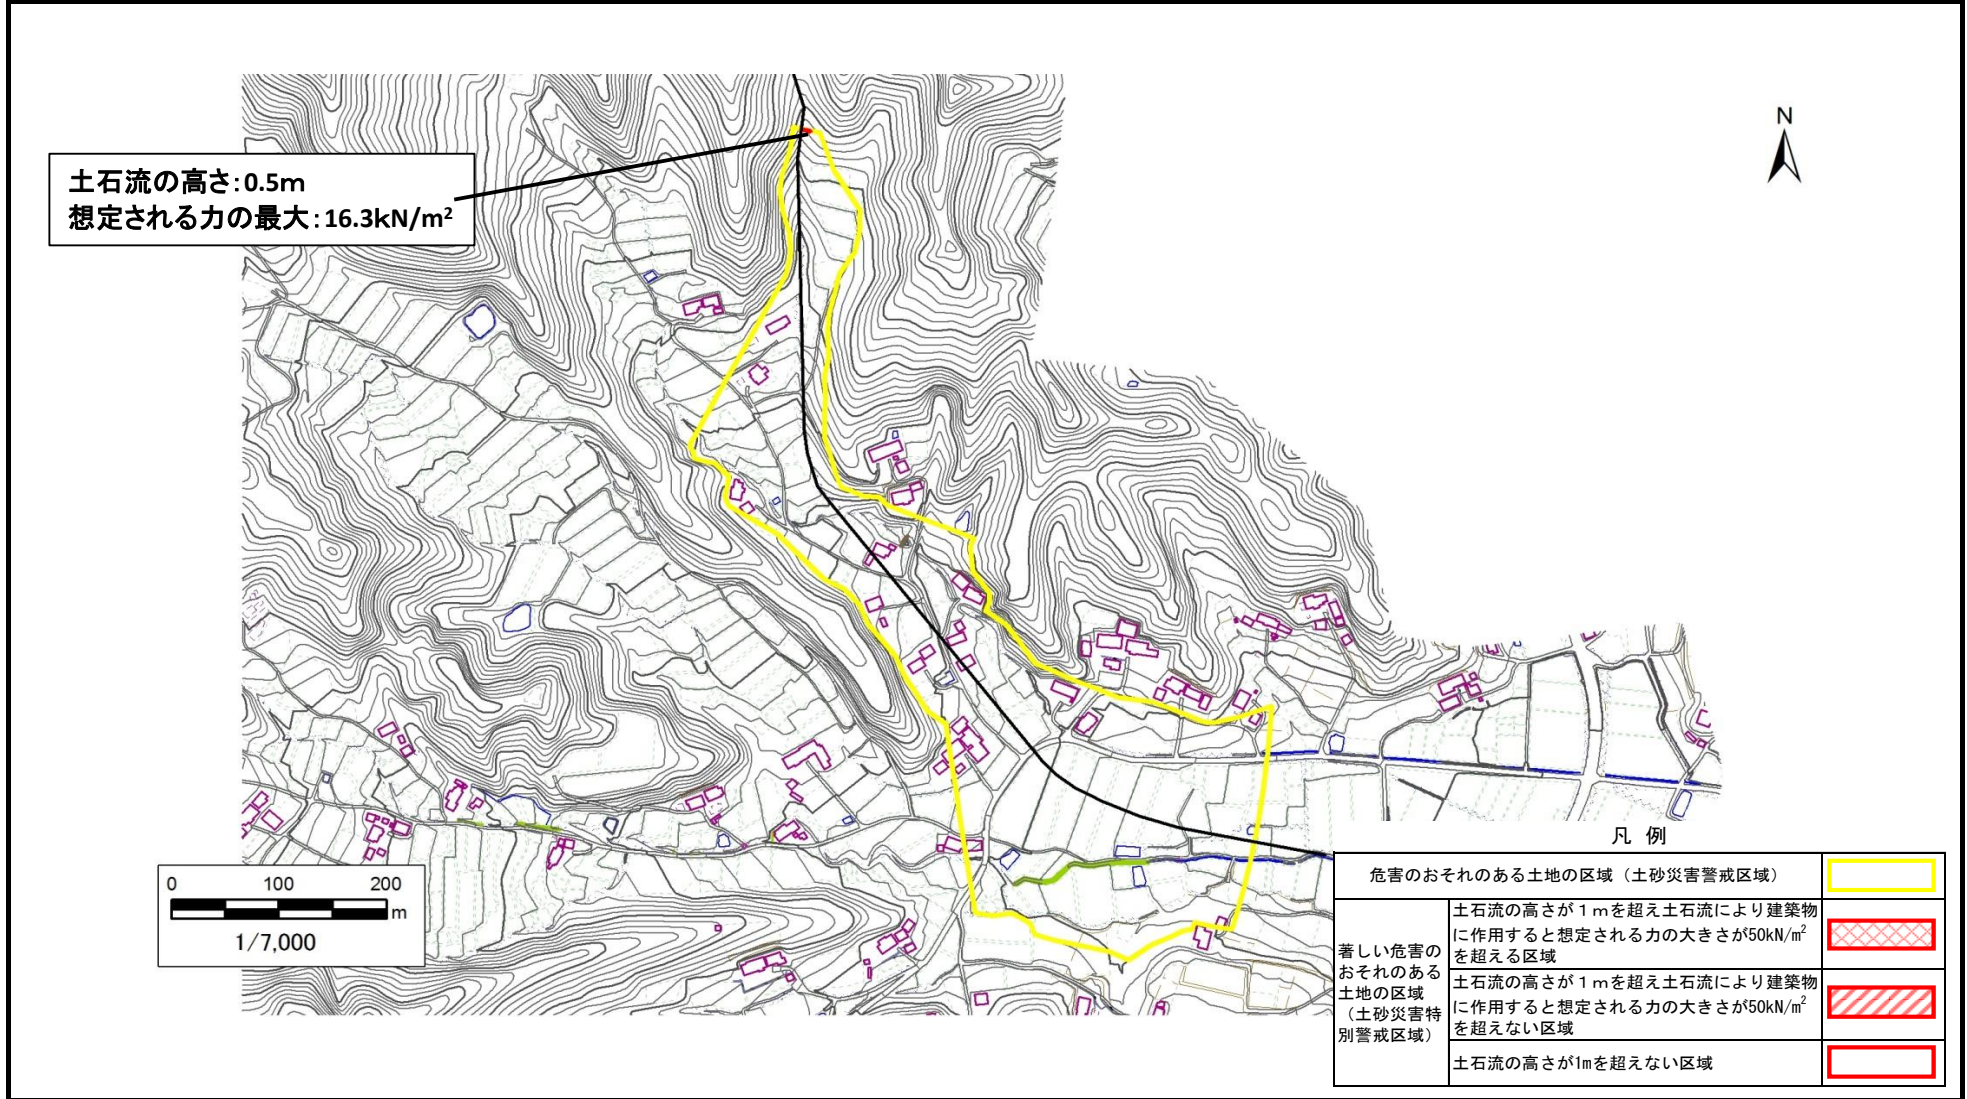 N
土石流の高さ:0.5m
想定される力の最大:16.3kN/m²
0 100 200
m
1/7,000
凡 例
危害のおそれのある土地の区域（土砂災害警戒区域）
著しい危害の
おそれのある
土地の区域
（土砂災害特
別警戒区域）
土石流の高さが１ｍを超え土石流により建築物
に作用すると想定される力の大きさが50kN/㎡
を超える区域
土石流の高さが１ｍを超え土石流により建築物
に作用すると想定される力の大きさが50kN/㎡
を超えない区域
土石流の高さが1mを超えない区域